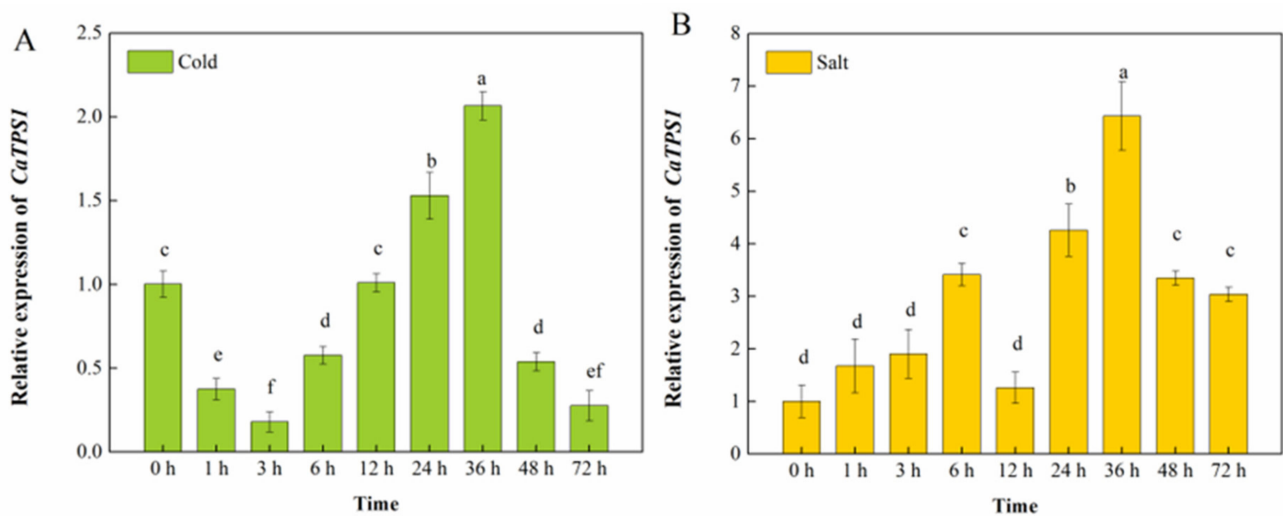 A
Relative expression of CaTPS1
2.5
2.0
1.5
1.0
0.5
0.0
Cold
c
e
f
d
c
b
a
d
ef
0 h 1 h 3 h 6 h 12 h 24 h 36 h 48 h 72 h
Time
B
Relative expression of CaTPS1
8
7
6
5
4
3
2
1
0
Salt
d
d
d
c
d
b
a
c
c
0 h 1 h 3 h 6 h 12 h 24 h 36 h 48 h 72 h
Time